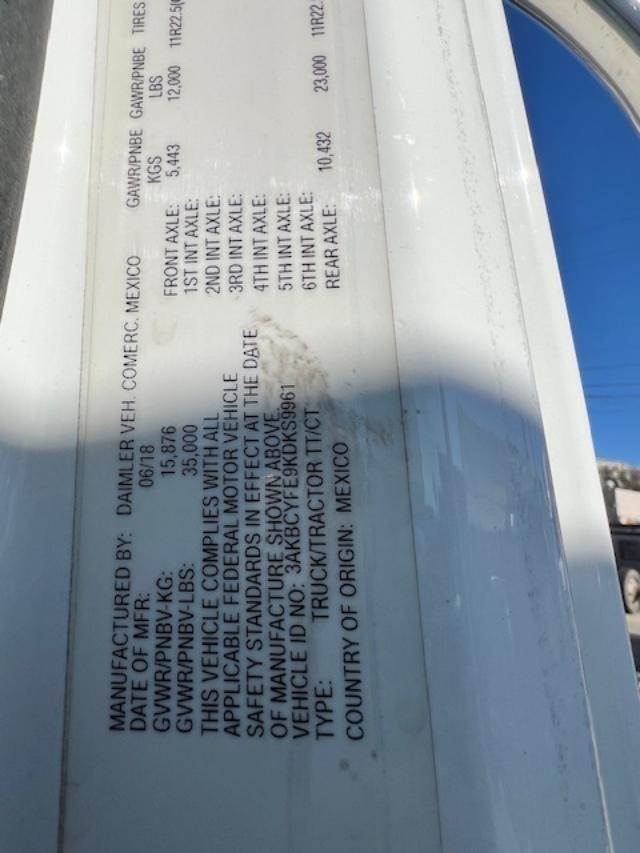 MANUFACTURED BY: DAIMLER VEH. COMERC. MEXICO
DATE OF MFR: 06/18
GVWR/PNBV-KG: 15,876
GVWR/PNBV-LBS: 35,000
THIS VEHICLE COMPLIES WITH ALL
APPLICABLE FEDERAL MOTOR VEHICLE
SAFETY STANDARDS IN EFFECT AT THE DATE
OF MANUFACTURE SHOWN ABOVE.
VEHICLE ID NO: 3AKBCYFE9KDKS9961
TYPE: TRUCK/TRACTOR TT/CT
COUNTRY OF ORIGIN: MEXICO
GAWR/PNBE GAWR/PNBE TIRES
KGS LBS
FRONT AXLE: 5,443 12,000 11R22.5(
1ST INT AXLE:
2ND INT AXLE:
3RD INT AXLE:
4TH INT AXLE:
5TH INT AXLE:
6TH INT AXLE:
REAR AXLE: 10,432 23,000 11R22.